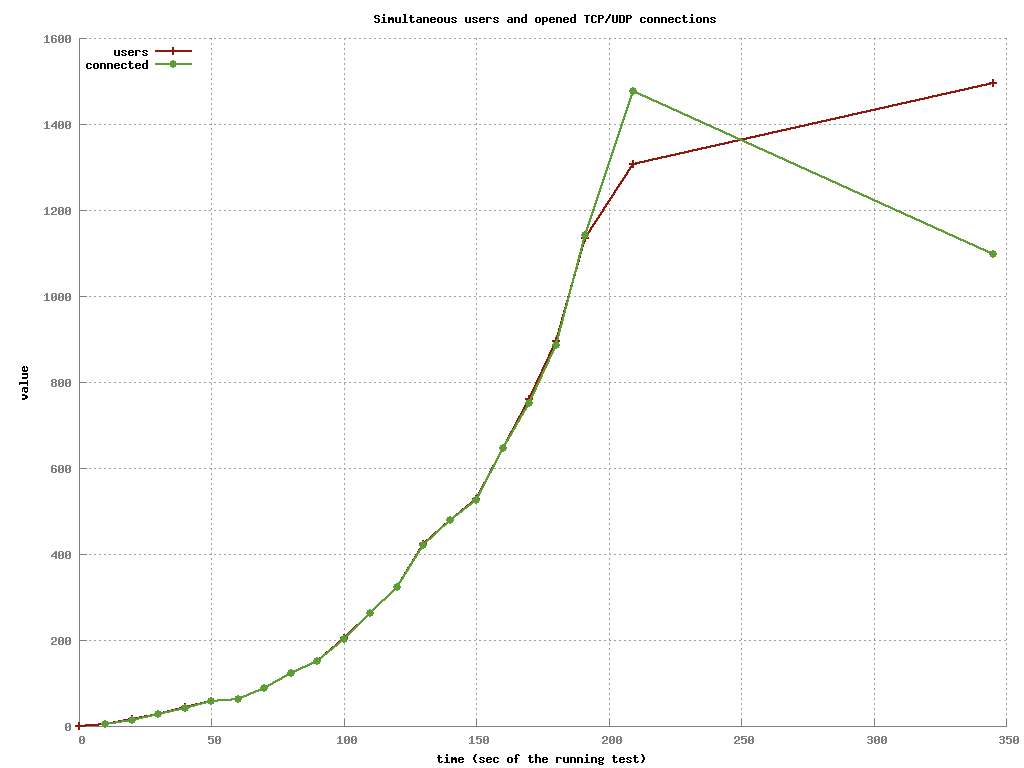 Simultaneous users and opened TCP/UDP connections
1600
users
connected
1400
1200
1000
value
800
600
400
200
0
0 50 100 150 200 250 300 350
time (sec of the running test)